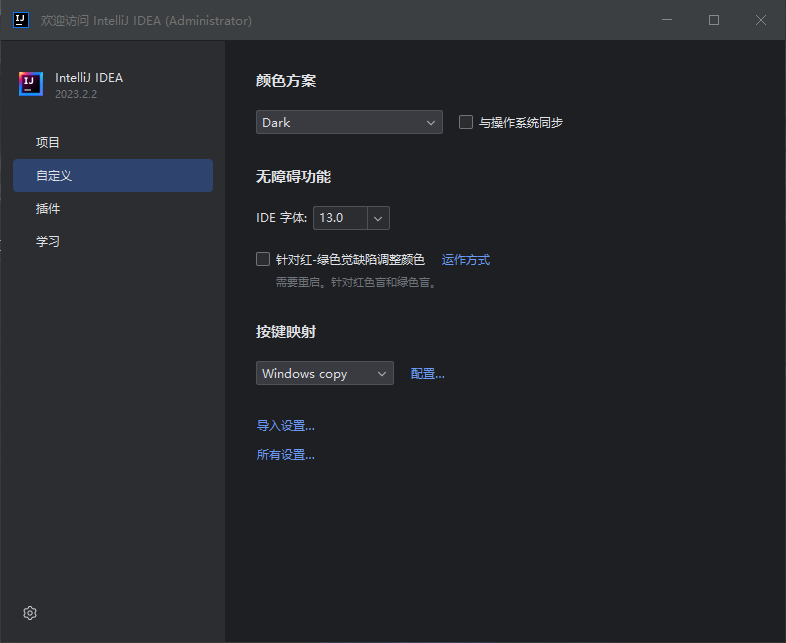 欢迎访问 IntelliJ IDEA (Administrator)
IntelliJ IDEA
2023.2.2
项目
自定义
插件
学习
颜色方案
Dark
与操作系统同步
无障碍功能
IDE 字体: 13.0
针对红-绿色觉缺陷调整颜色 运作方式
需要重启。针对红色盲和绿色盲。
按键映射
Windows copy 配置...
导入设置...
所有设置...